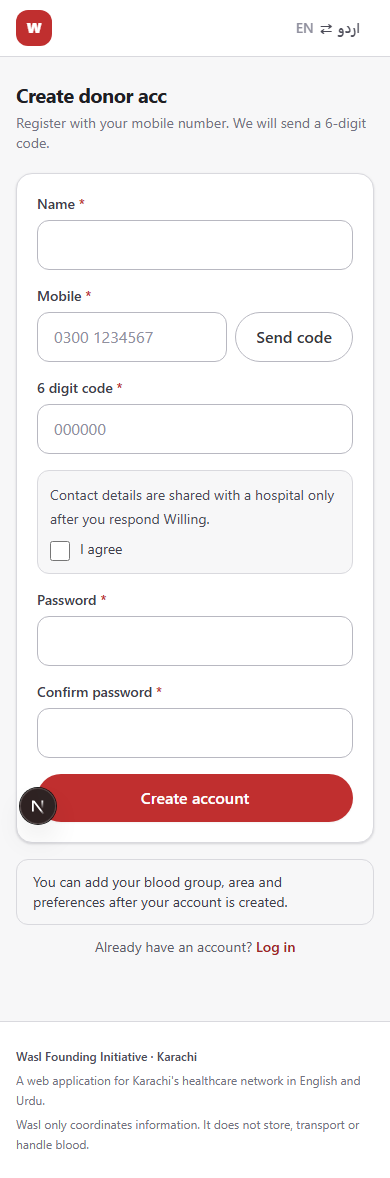 W
EN ⇄ اردو
Create donor acc
Register with your mobile number. We will send a 6-digit
code.
Name *
Mobile *
0300 1234567
Send code
6 digit code *
000000
Contact details are shared with a hospital only
after you respond Willing.
I agree
Password *
Confirm password *
Create account
N
You can add your blood group, area and
preferences after your account is created.
Already have an account? Log in
Wasl Founding Initiative · Karachi
A web application for Karachi's healthcare network in English and
Urdu.
Wasl only coordinates information. It does not store, transport or
handle blood.